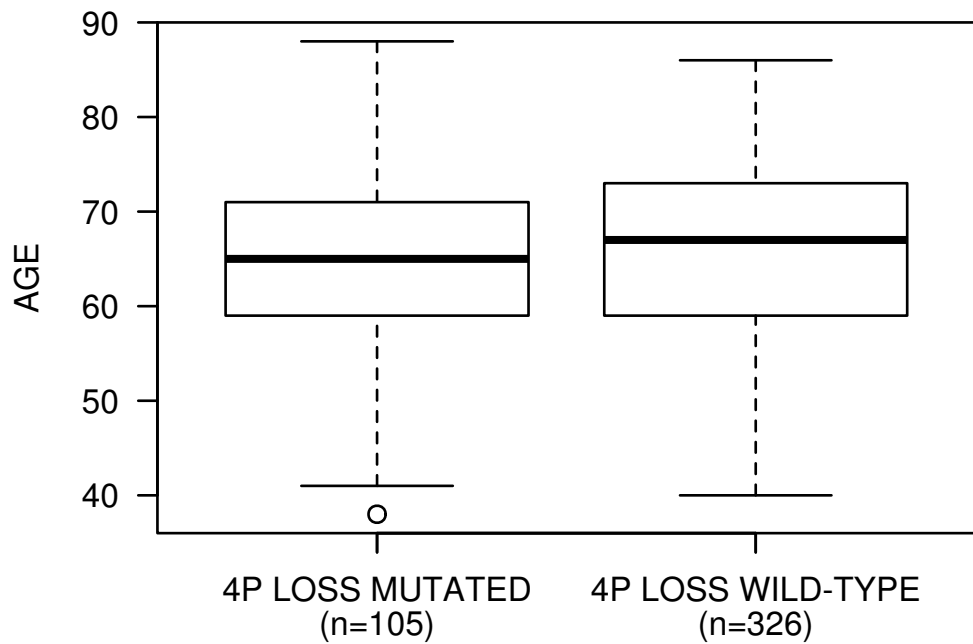 90
80
70
60
50
40
AGE
4P LOSS MUTATED
(n=105)
4P LOSS WILD-TYPE
(n=326)